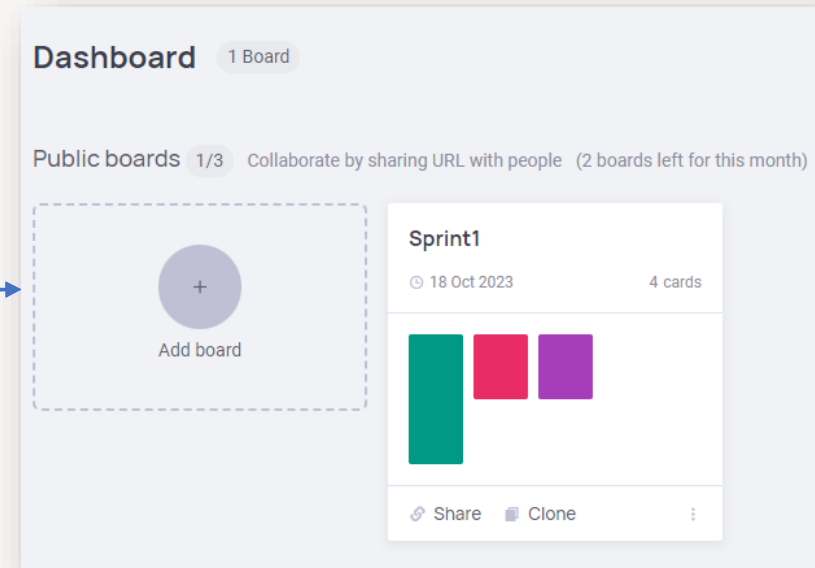 Dashboard 1 Board
Public boards 1/3 Collaborate by sharing URL with people (2 boards left for this month)
+
Add board
Sprint1
18 Oct 2023 4 cards
Share Clone